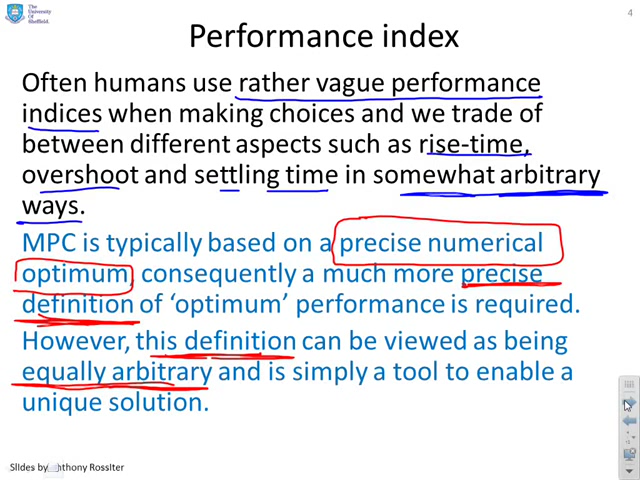 The
University
Of
Sheffield.
4
Performance index
Often humans use rather vague performance
indices when making choices and we trade of
between different aspects such as rise-time,
overshoot and settling time in somewhat arbitrary
ways.
MPC is typically based on a precise numerical
optimum, consequently a much more precise
definition of ‘optimum’ performance is required.
However, this definition can be viewed as being
equally arbitrary and is simply a tool to enable a
unique solution.
Slides by Anthony Rossiter